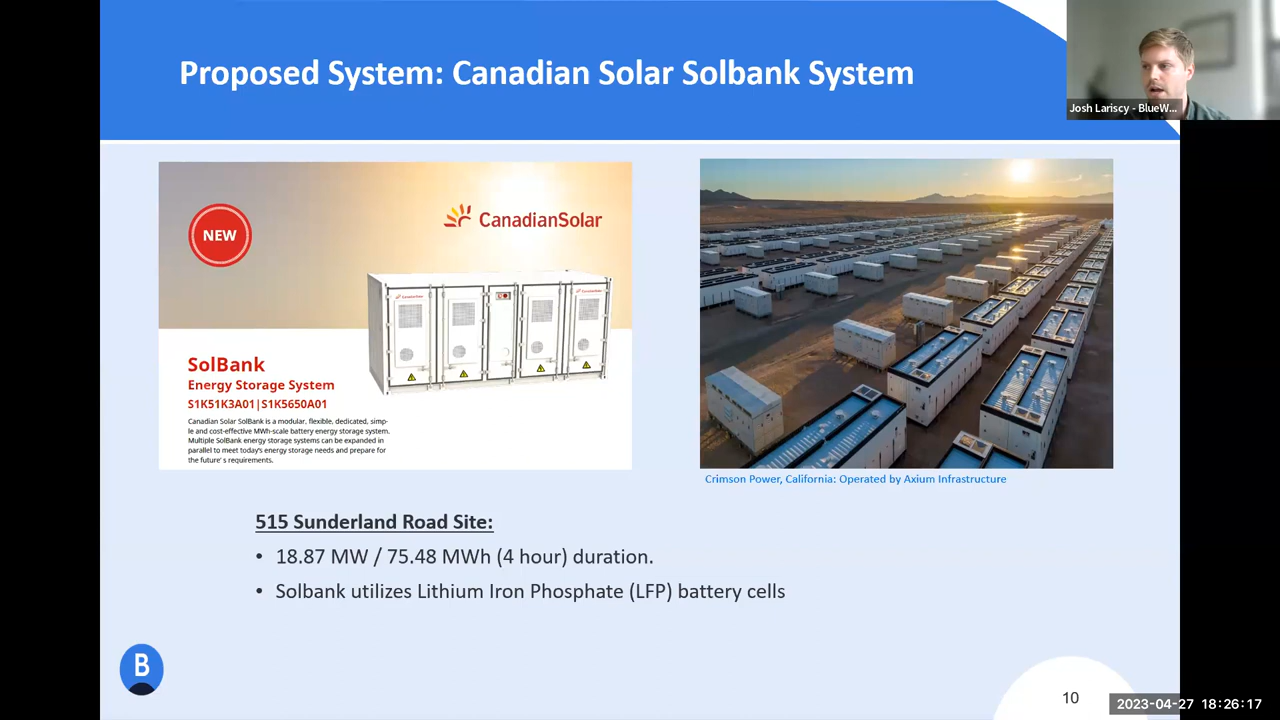 Proposed System: Canadian Solar Solbank System
Josh Lariscy - BlueW...
NEW
CanadianSolar
SolBank
Energy Storage System
S1K51K3A01|S1K5650A01
Canadian Solar SolBank is a modular, flexible, dedicated, simp-
le and cost-effective MWh-scale battery energy storage system.
Multiple SolBank energy storage systems can be expanded in
parallel to meet today's energy storage needs and prepare for
the future' s requirements.
Crimson Power, California: Operated by Axium Infrastructure
515 Sunderland Road Site:
• 18.87 MW / 75.48 MWh (4 hour) duration.
• Solbank utilizes Lithium Iron Phosphate (LFP) battery cells
B
10
2023-04-27 18:26:17